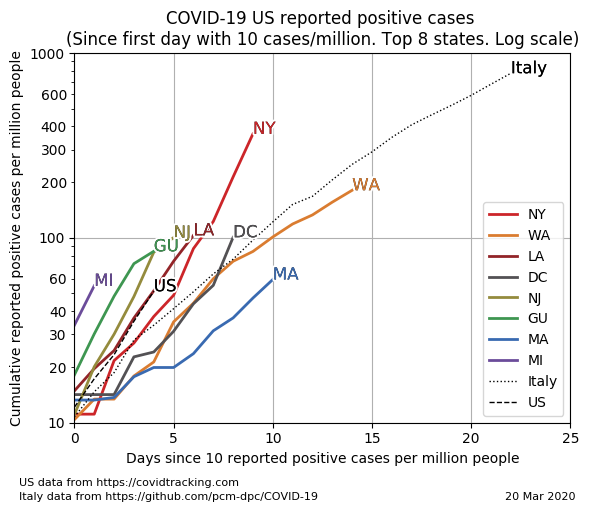 COVID-19 US reported positive cases
(Since first day with 10 cases/million. Top 8 states. Log scale)
Cumulative reported positive cases per million people
1000
600
400
300
200
100
60
40
30
20
10
Italy
NY
WA
LA
NJ
DC
GU
MI
US
MA
NY
WA
LA
DC
NJ
GU
MA
MI
Italy
US
0 5 10 15 20 25
Days since 10 reported positive cases per million people
US data from https://covidtracking.com
Italy data from https://github.com/pcm-dpc/COVID-19
20 Mar 2020